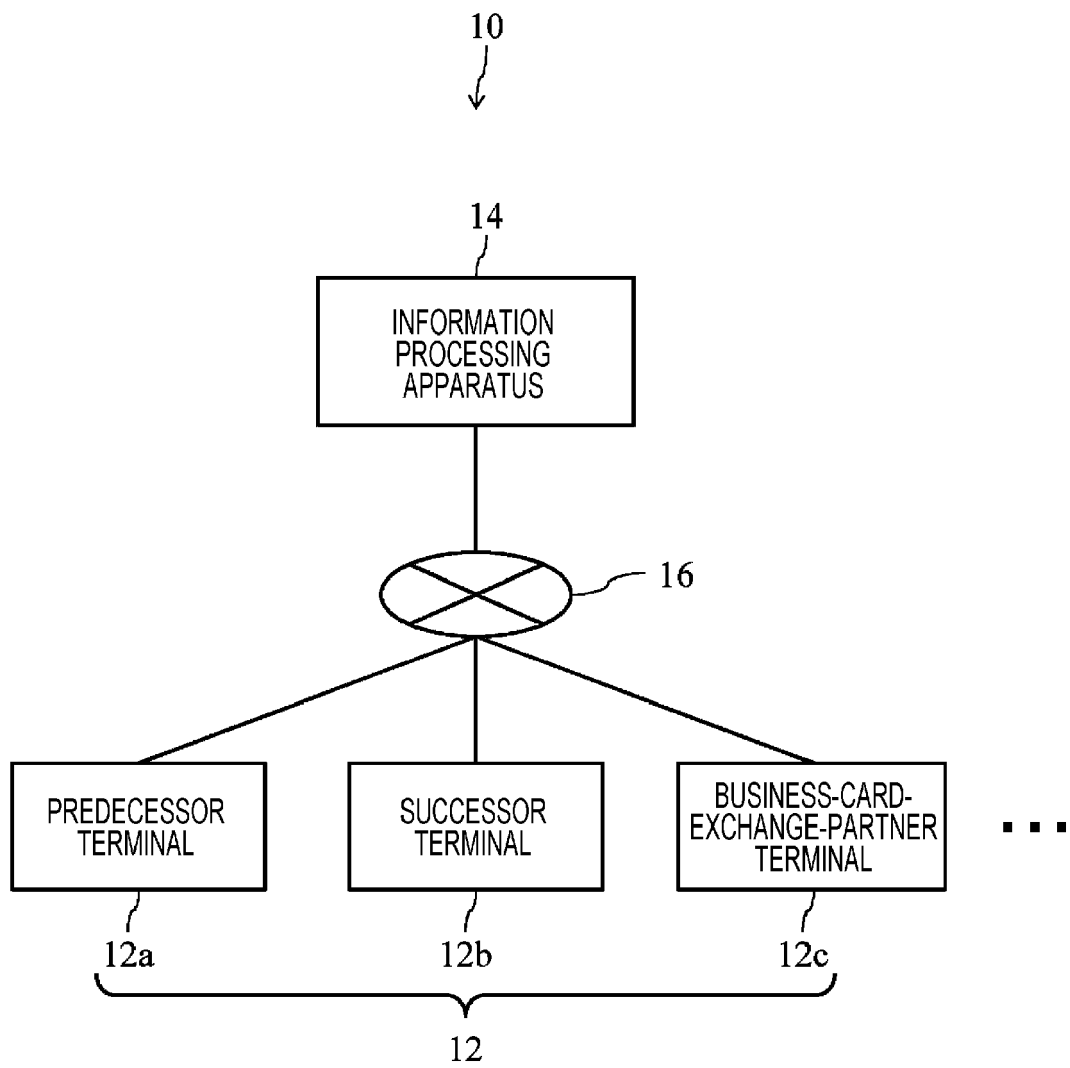 10
14
INFORMATION
PROCESSING
APPARATUS
16
PREDECESSOR
TERMINAL
SUCCESSOR
TERMINAL
BUSINESS-CARD-
EXCHANGE-PARTNER
TERMINAL
12a
12b
12c
12